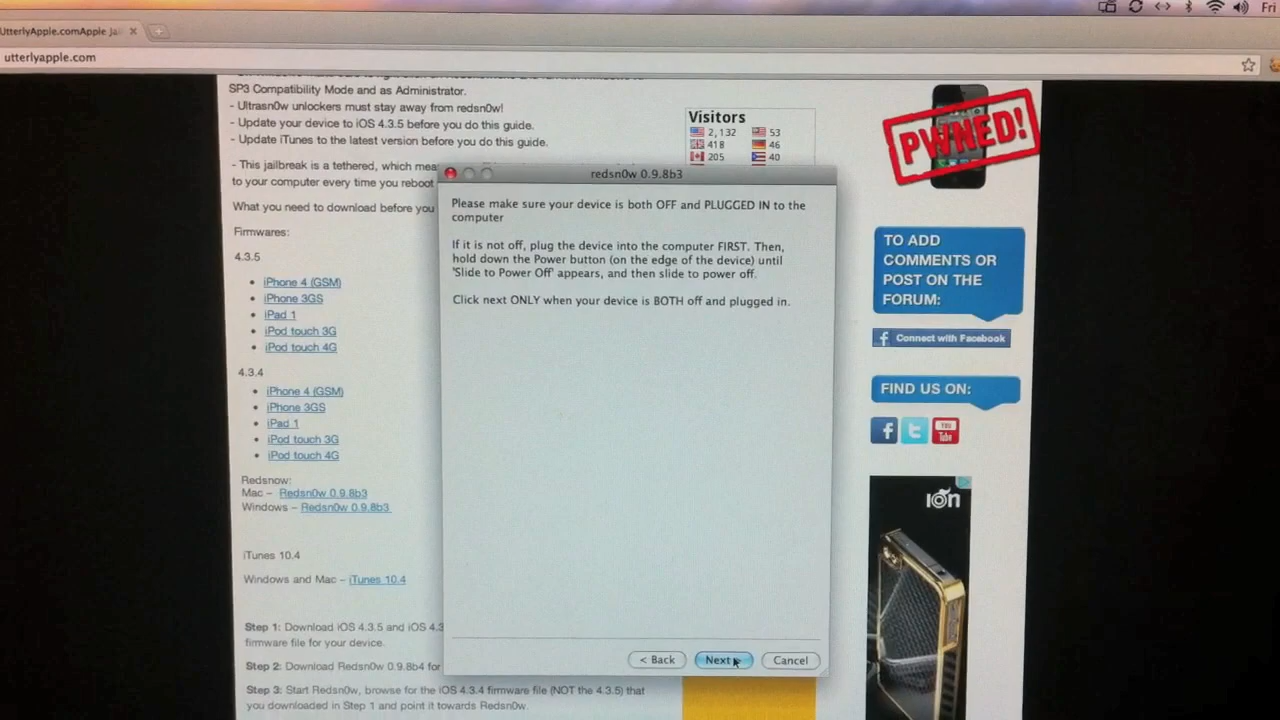 Fri
UtterlyApple.comApple Ja
utterlyapple.com
SP3 Compatibility Mode and as Administrator.
- Ultrasn0w unlockers must stay away from redsn0w!
- Update your device to iOS 4.3.5 before you do this guide.
- Update iTunes to the latest version before you do this guide.
- This jailbreak is a tethered, which mea
to your computer every time you reboot
What you need to download before you
Firmwares:
4.3.5
• iPhone 4 (GSM)
• iPhone 3GS
• iPad 1
• iPod touch 3G
• iPod touch 4G
4.3.4
• iPhone 4 (GSM)
• iPhone 3GS
• iPad 1
• iPod touch 3G
• iPod touch 4G
Redsnow:
Mac – Redsn0w 0.9.8b3
Windows – Redsn0w 0.9.8b3
iTunes 10.4
Windows and Mac – iTunes 10.4
Step 1: Download iOS 4.3.5 and iOS 4.3
firmware file for your device.
Step 2: Download Redsn0w 0.9.8b4 for
Step 3: Start Redsn0w, browse for the iOS 4.3.4 firmware file (NOT the 4.3.5) that
you downloaded in Step 1 and point it towards Redsn0w.
Visitors
2,132 53
418 46
205 40
redsn0w 0.9.8b3
Please make sure your device is both OFF and PLUGGED IN to the
computer
If it is not off, plug the device into the computer FIRST. Then,
hold down the Power button (on the edge of the device) until
'Slide to Power Off' appears, and then slide to power off.
Click next ONLY when your device is BOTH off and plugged in.
< Back Next > Cancel
PWNED!
TO ADD
COMMENTS OR
POST ON THE
FORUM:
f Connect with Facebook
FIND US ON:
f t You Tube
ion